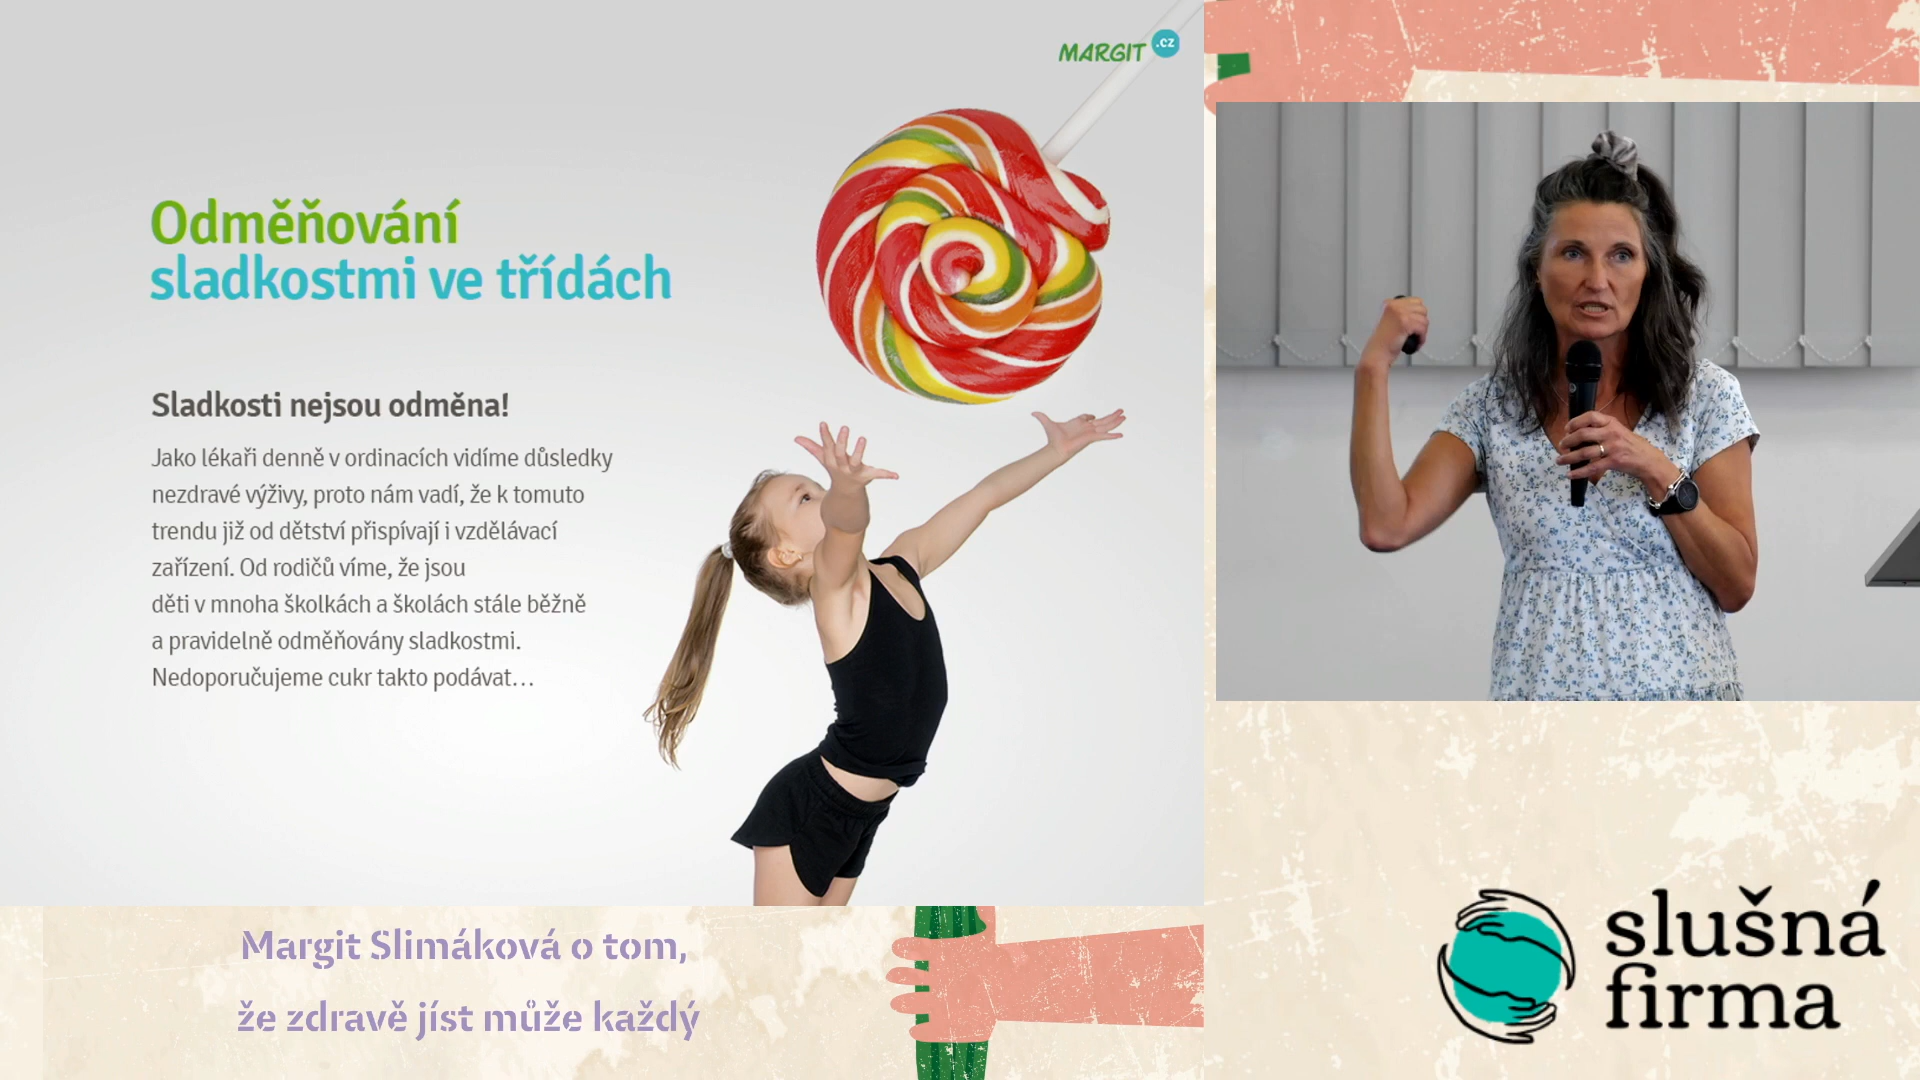 MARGIT .cz
Odměňování
sladkostmi ve třídách
Sladkosti nejsou odměna!
Jako lékaři denně v ordinacích vidíme důsledky
nezdravé výživy, proto nám vadí, že k tomuto
trendu již od dětství přispívají i vzdělávací
zařízení. Od rodičů víme, že jsou
děti v mnoha školkách a školách stále běžně
a pravidelně odměňovány sladkostmi.
Nedoporučujeme cukr takto podávat…
Margit Slimáková o tom,
že zdravě jíst může každý
slušná
firma